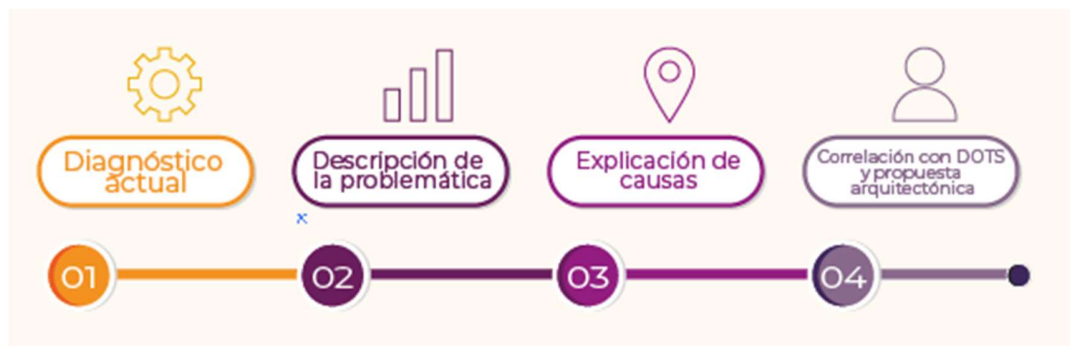 Diagnóstico
actual
Descripción de
la problemática
Explicación de
causas
Correlación con DOTS
y propuesta
arquitectónica
x
01
02
03
04